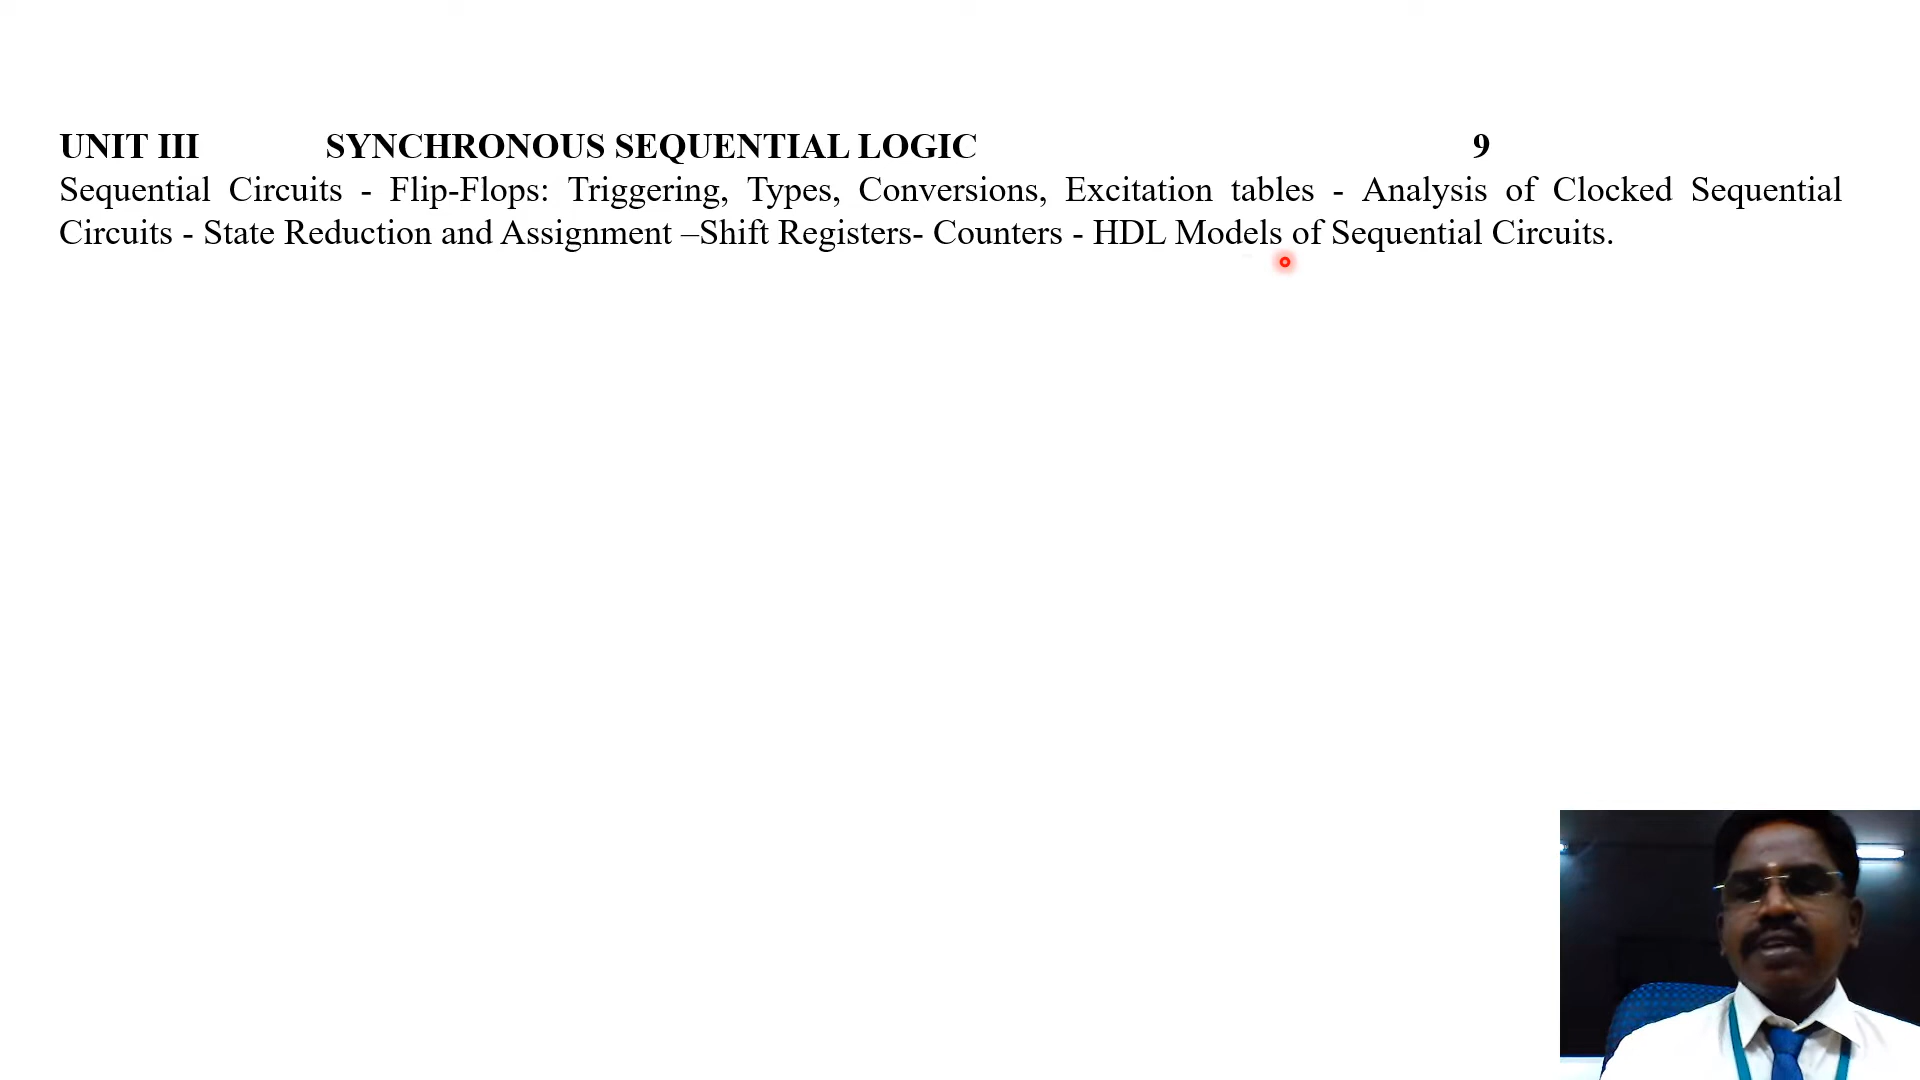 UNIT III SYNCHRONOUS SEQUENTIAL LOGIC 9
Sequential Circuits - Flip-Flops: Triggering, Types, Conversions, Excitation tables - Analysis of Clocked Sequential
Circuits - State Reduction and Assignment –Shift Registers- Counters - HDL Models of Sequential Circuits.